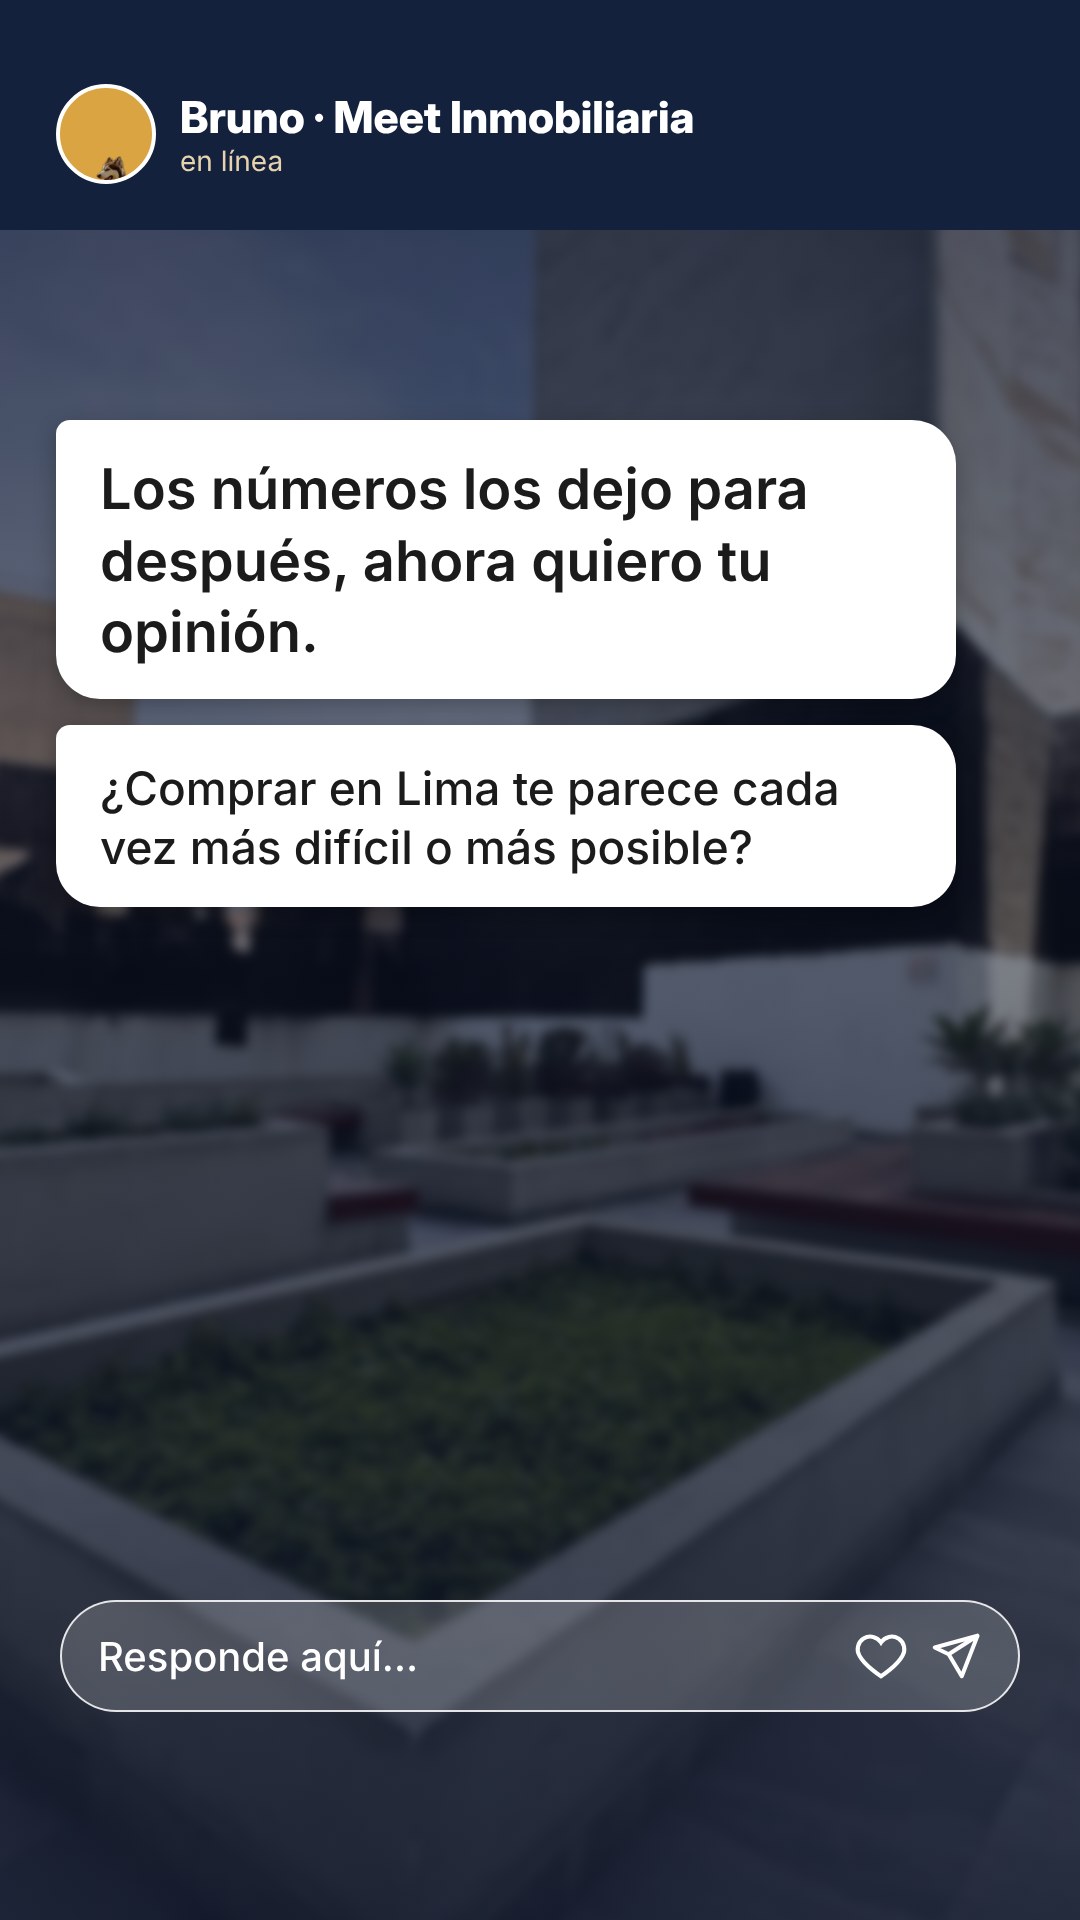 Bruno · Meet Inmobiliaria
en línea
Los números los dejo para
después, ahora quiero tu
opinión.
¿Comprar en Lima te parece cada
vez más difícil o más posible?
Responde aquí...